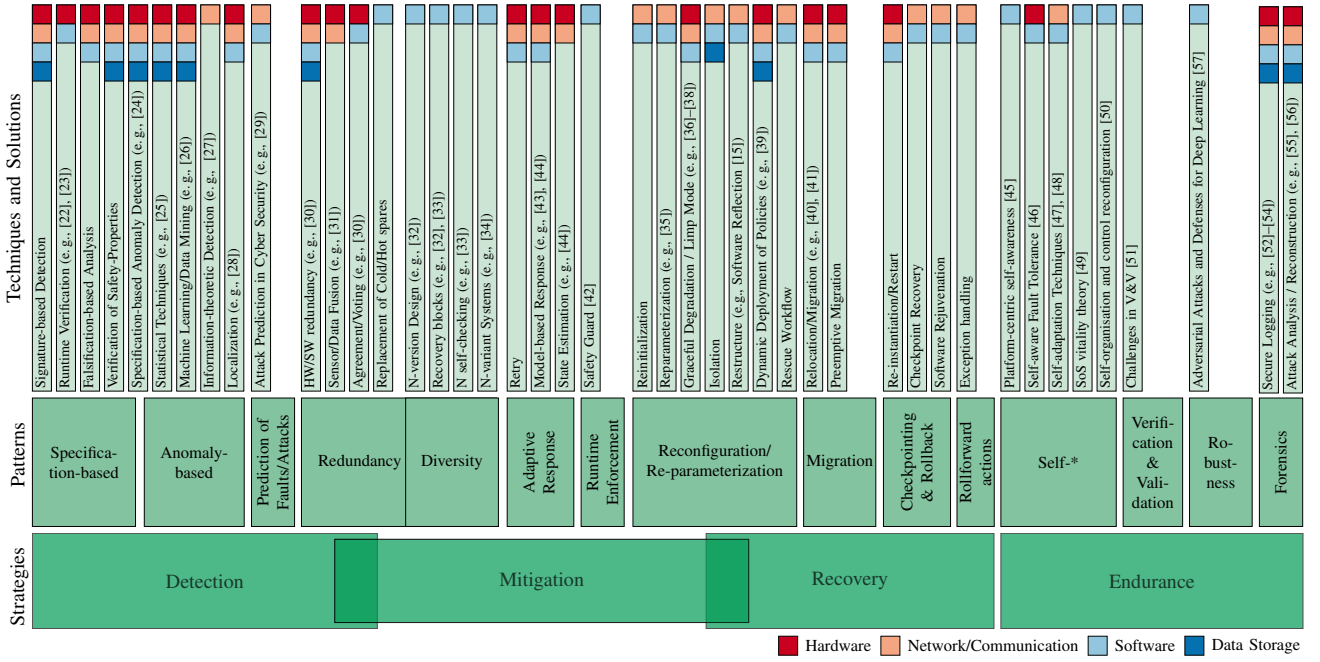 Techniques and Solutions
Signature-based Detection
Runtime Verification (e. g., [22], [23])
Falsification-based Analysis
Verification of Safety-Properties
Specification-based Anomaly Detection (e. g., [24])
Statistical Techniques (e. g., [25])
Machine Learning/Data Mining (e. g., [26])
Information-theoretic Detection (e. g., [27])
Localization (e. g., [28])
Attack Prediction in Cyber Security (e. g., [29])
HW/SW redundancy (e. g., [30])
Sensor/Data Fusion (e. g., [31])
Agreement/Voting (e. g., [30])
Replacement of Cold/Hot spares
N-version Design (e. g., [32])
Recovery blocks (e. g., [32], [33])
N self-checking (e. g., [33])
N-variant Systems (e. g., [34])
Retry
Model-based Response (e. g., [43], [44])
State Estimation (e. g., [44])
Safety Guard [42]
Reinitialization
Reparameterization (e. g., [35])
Graceful Degradation / Limp Mode (e. g., [36]–[38])
Isolation
Restructure (e. g., Software Reflection [15])
Dynamic Deployment of Policies (e. g., [39])
Rescue Workflow
Relocation/Migration (e. g., [40], [41])
Preemptive Migration
Re-instantiation/Restart
Checkpoint Recovery
Software Rejuvenation
Exception handling
Platform-centric self-awareness [45]
Self-aware Fault Tolerance [46]
Self-adaptation Techniques [47], [48]
SoS vitality theory [49]
Self-organisation and control reconfiguration [50]
Challenges in V&V [51]
Adversarial Attacks and Defenses for Deep Learning [57]
Secure Logging (e. g., [52]–[54])
Attack Analysis / Reconstruction (e. g., [55], [56])
Patterns
Specifica-
tion-based
Anomaly-
based
Prediction of
Faults/Attacks
Redundancy
Diversity
Adaptive
Response
Runtime
Enforcement
Reconfiguration/
Re-parameterization
Migration
Checkpointing
& Rollback
Rollforward
actions
Self-*
Verifi-
cation
&
Vali-
dation
Ro-
bust-
ness
Forensics
Strategies
Detection
Mitigation
Recovery
Endurance
Hardware
Network/Communication
Software
Data Storage